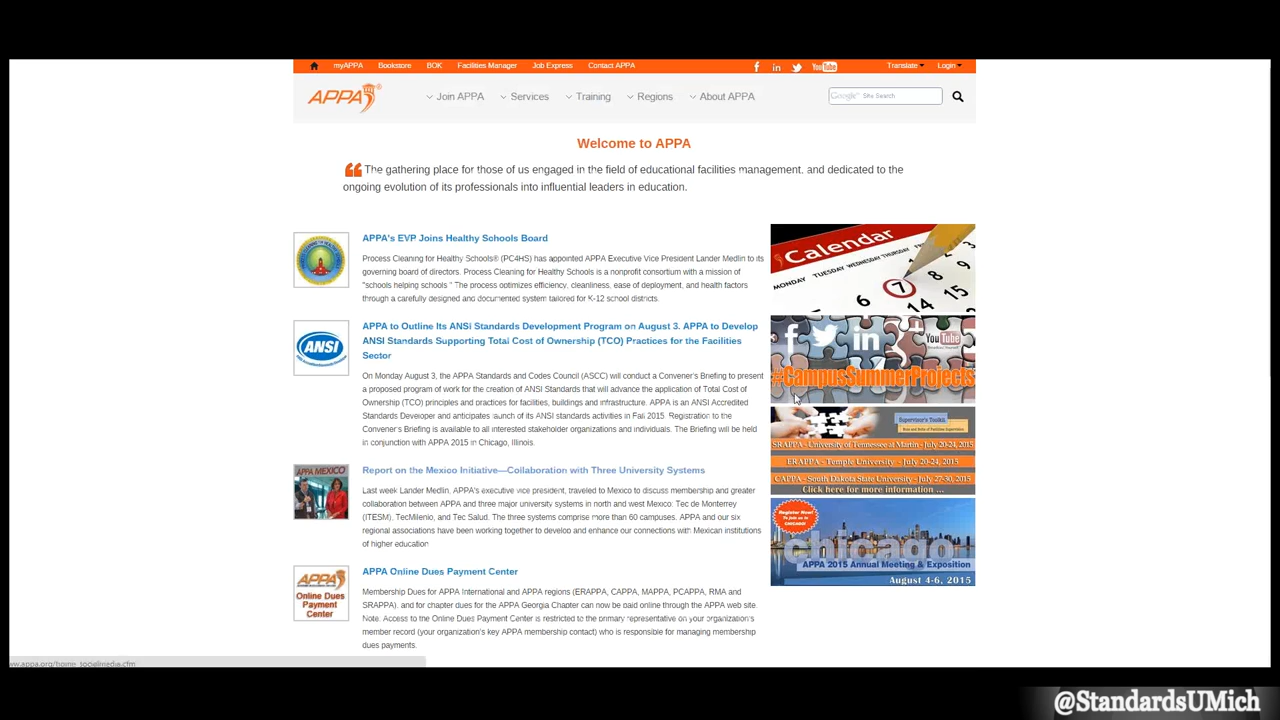 myAPPA Bookstore BOK Facilities Manager Job Express Contact APPA Translate Login
APPA Join APPA Services Training Regions About APPA Google Site Search
Welcome to APPA
The gathering place for those of us engaged in the field of educational facilities management. and dedicated to the
ongoing evolution of its professionals into influential leaders in education.
APPA's EVP Joins Healthy Schools Board
Process Cleaning for Healthy Schools® (PC4HS) has appointed APPA Executive Vice President Lander Medlin to its
governing board of directors. Process Cleaning for Healthy Schools is a nonprofit consortium with a mission of
"schools helping schools " The process optimizes efficiency, cleanliness, ease of deployment, and health factors
through a carefully designed and documented system tailored for K-12 school districts.
ANSI
APPA to Outline Its ANSI Standards Development Program on August 3. APPA to Develop
ANSI Standards Supporting Total Cost of Ownership (TCO) Practices for the Facilities
Sector
On Monday August 3, the APPA Standards and Codes Council (ASCC) will conduct a Convener's Briefing to present
a proposed program of work for the creation of ANSI Standards that will advance the application of Total Cost of
Ownership (TCO) principles and practices for facilities, buildings and infrastructure. APPA is an ANSI Accredited
Standards Developer and anticipates launch of its ANSI standards activities in Fall 2015. Registration to the
Convener's Briefing is available to all interested stakeholder organizations and individuals. The Briefing will be held
in conjunction with APPA 2015 in Chicago, Illinois.
APPA MEXICO
Report on the Mexico Initiative—Collaboration with Three University Systems
Last week Lander Medlin, APPA's executive vice president, traveled to Mexico to discuss membership and greater
collaboration between APPA and three major university systems in north and west Mexico: Tec de Monterrey
(ITESM), TecMilenio, and Tec Salud. The three systems comprise more than 60 campuses. APPA and our six
regional associations have been working together to develop and enhance our connections with Mexican institutions
of higher education
APPA
Online Dues
Payment
Center
APPA Online Dues Payment Center
Membership Dues for APPA International and APPA regions (ERAPPA, CAPPA, MAPPA, PCAPPA, RMA and
SRAPPA). and for chapter dues for the APPA Georgia Chapter can now be paid online through the APPA web site.
Note. Access to the Online Dues Payment Center is restricted to the primary representative on your organization's
member record (your organization's key APPA membership contact) who is responsible for managing membership
dues payments.
Calendar
MONDAY TUESDAY WEDNESDAY THURSDAY
6 7 8 9
14 15
You Tube
#CampusSummerProjects
Supervisor's Toolkit
SRAPPA - University of Tennessee at Martin - July 20-24, 2015
ERAPPA - Temple University - July 20-24, 2015
CAPPA - South Dakota State University - July 27-30, 2015
Click here for more information ...
Register Now!
To join us in
CHICAGO!
chicago
APPA 2015 Annual Meeting & Exposition
August 4-6, 2015
ww.appa.org/home_socialmedia.cfm
@StandardsUMich